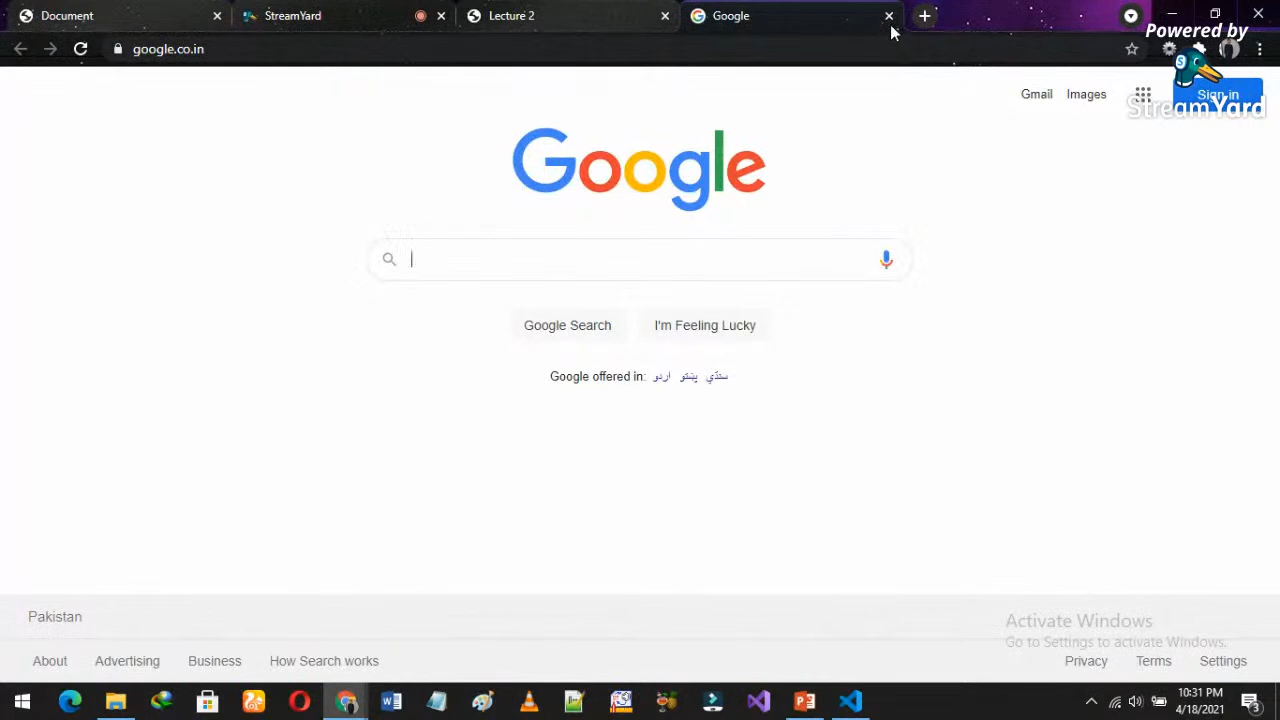 Document
StreamYard
Lecture 2
Google
Powered by
google.co.in
Gmail
Images
Sign in
StreamYard
Google
Google Search
I'm Feeling Lucky
Google offered in: اردو پښتو سنڌي
Pakistan
Activate Windows
Go to Settings to activate Windows.
About
Advertising
Business
How Search works
Privacy
Terms
Settings
10:31 PM
4/18/2021
3